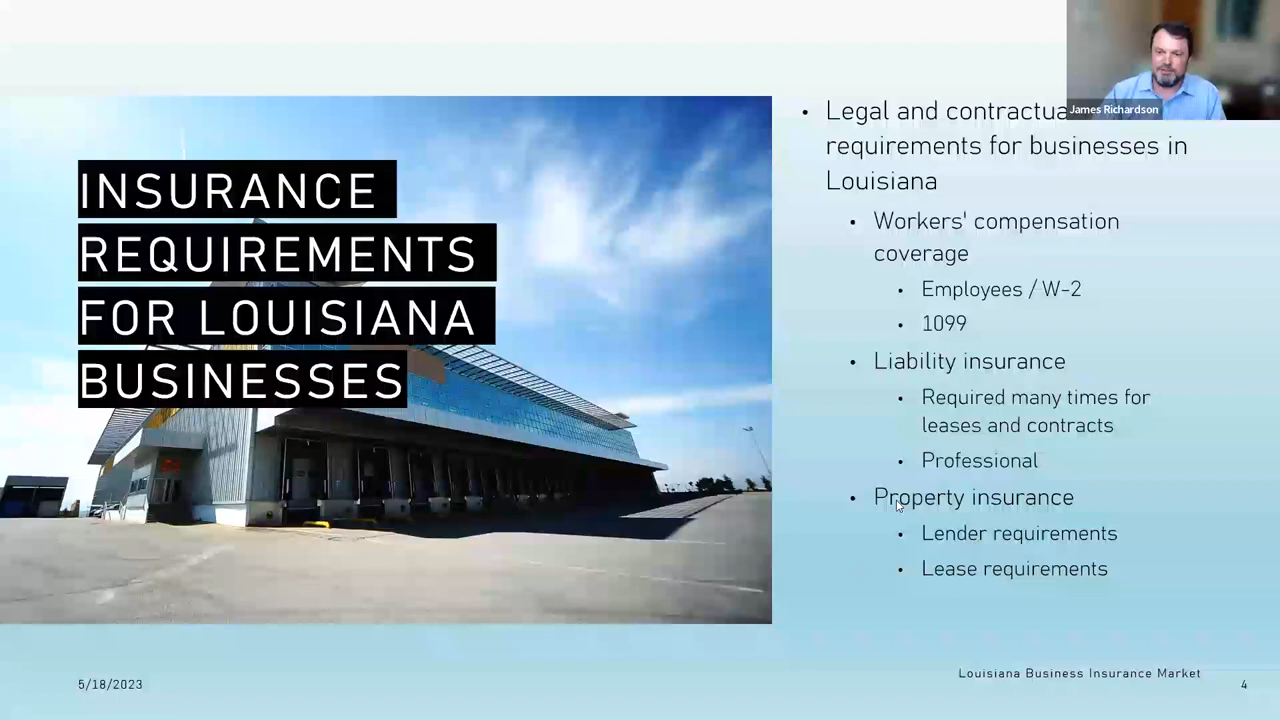 INSURANCE
REQUIREMENTS
FOR LOUISIANA
BUSINESSES
James Richardson
• Legal and contractua
requirements for businesses in
Louisiana
• Workers' compensation
coverage
• Employees / W-2
• 1099
• Liability insurance
• Required many times for
leases and contracts
• Professional
• Property insurance
• Lender requirements
• Lease requirements
5/18/2023
Louisiana Business Insurance Market
4